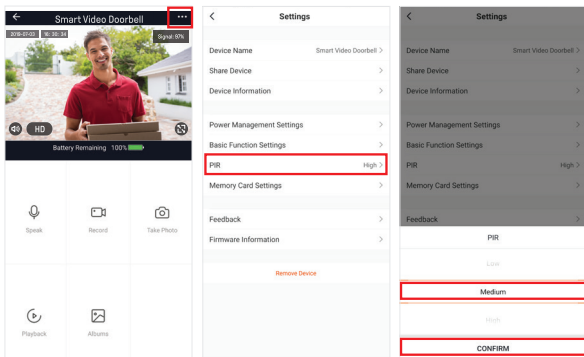 Smart Video Doorbell
2019-07-03 16: 30: 34
Signal: 97%
HD
Battery Remaining 100%
Speak
Record
Take Photo
Playback
Albums
Settings
Device Name Smart Video Doorbell >
Share Device >
Device Information >
Power Management Settings >
Basic Function Settings >
PIR High >
Memory Card Settings >
Feedback >
Firmware Information >
Remove Device
Settings
Device Name Smart Video Doorbell >
Share Device >
Device Information >
Power Management Settings >
Basic Function Settings >
PIR High >
Memory Card Settings >
Feedback >
PIR
Low
Medium
High
CONFIRM